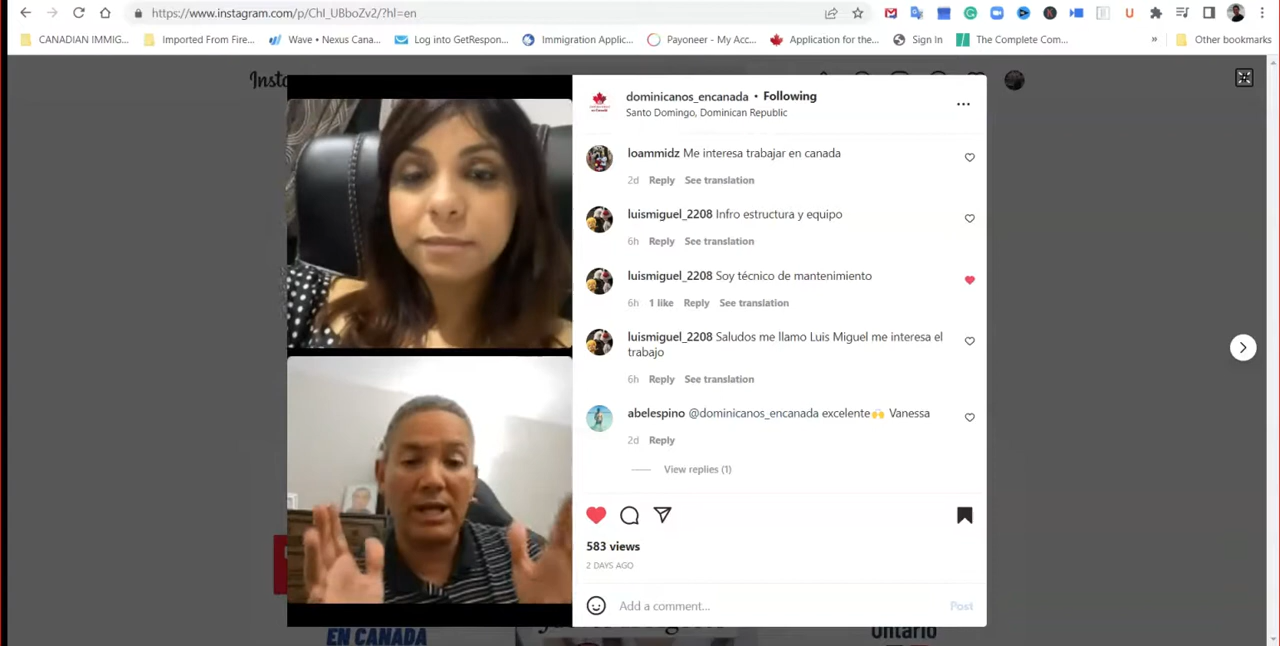 https://www.instagram.com/p/ChI_UBboZv2/?hl=en
CANADIAN IMMIG...
Imported From Fire...
Wave • Nexus Cana...
Log into GetRespon...
Immigration Applic...
Payoneer - My Acc...
Application for the...
Sign In
The Complete Com...
»
Other bookmarks
Insta
dominicanos_encanada • Following
Santo Domingo, Dominican Republic
loammidz Me interesa trabajar en canada
2d Reply See translation
luismiguel_2208 Infro estructura y equipo
6h Reply See translation
luismiguel_2208 Soy técnico de mantenimiento
6h 1 like Reply See translation
luismiguel_2208 Saludos me llamo Luis Miguel me interesa el
trabajo
6h Reply See translation
abelespino @dominicanos_encanada excelente🙌 Vanessa
2d Reply
View replies (1)
583 views
2 DAYS AGO
Add a comment...
Post
EN CANADA
Ontario